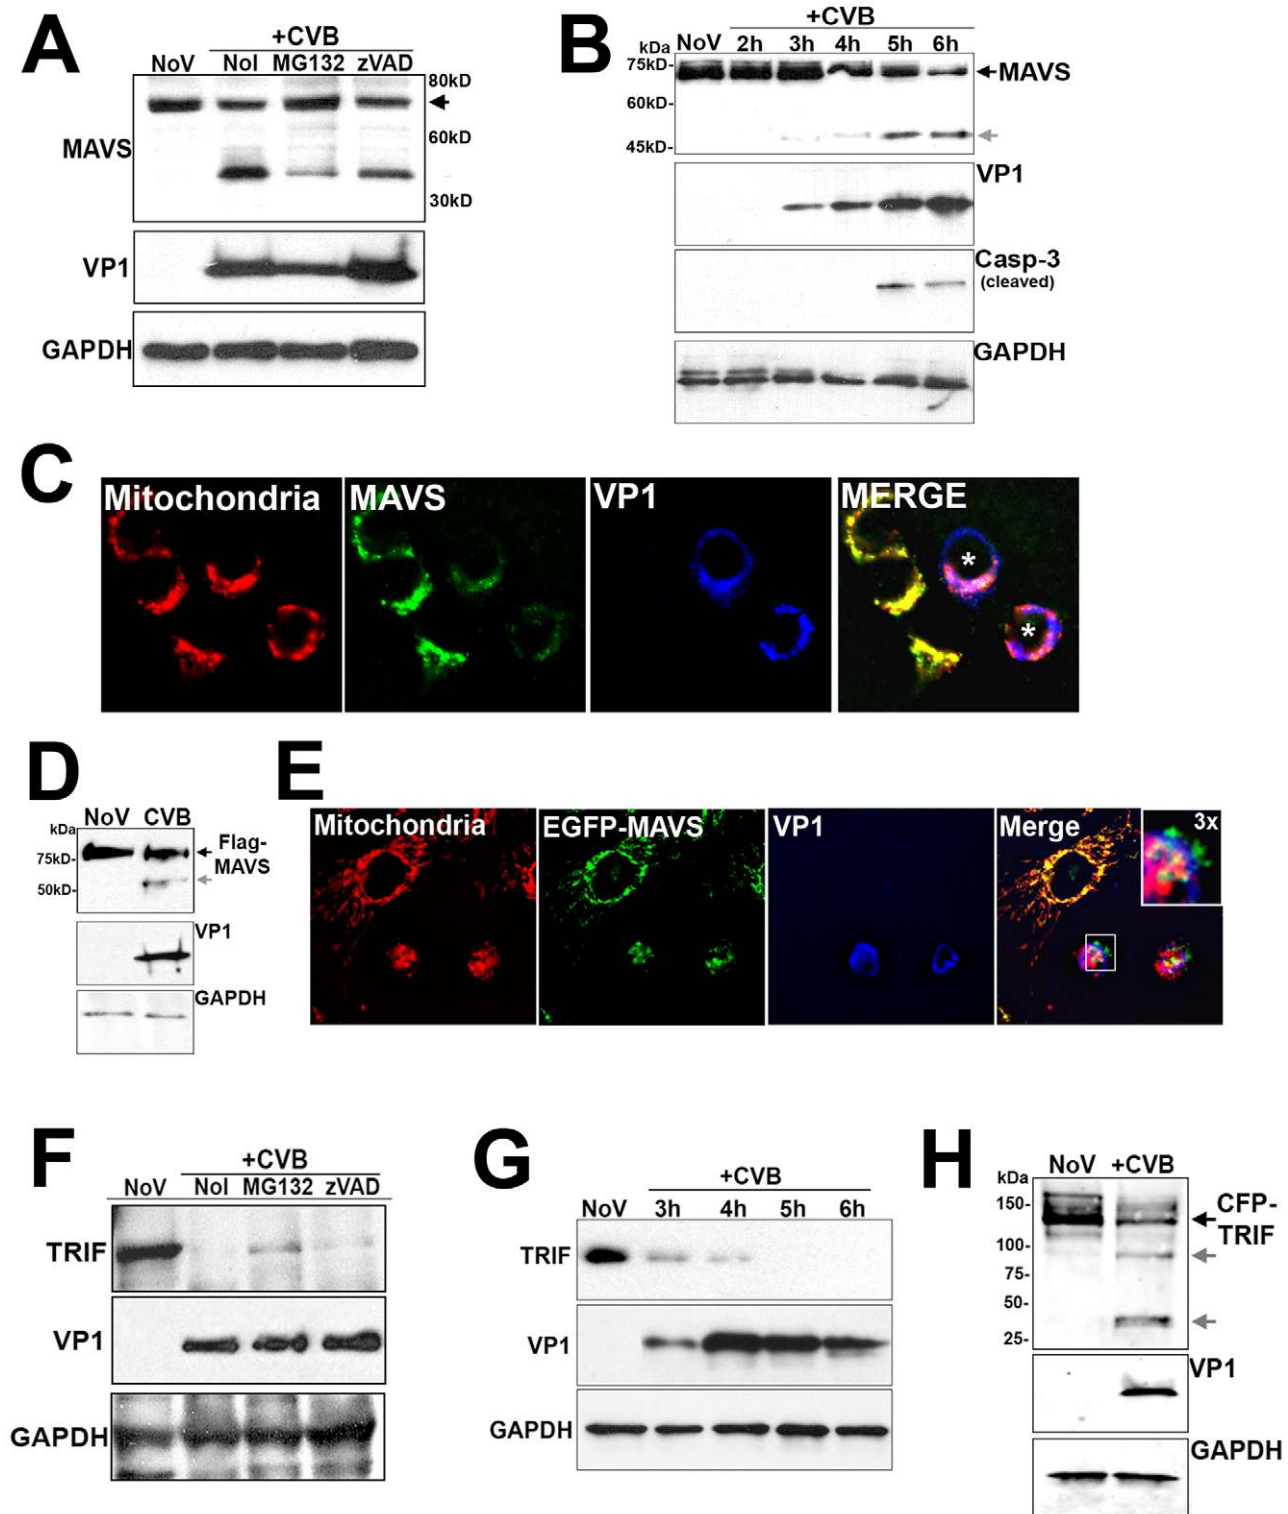 A
+CVB
NoV NoI MG132 zVAD
80kD
MAVS
60kD
30kD
VP1
GAPDH
B
+CVB
kDa NoV 2h 3h 4h 5h 6h
75kD-
MAVS
60kD-
45kD-
VP1
Casp-3
(cleaved)
GAPDH
C
Mitochondria MAVS VP1 MERGE
*
*
D
NoV CVB
kDa
Flag-
75kD-
MAVS
50kD-
VP1
GAPDH
E
Mitochondria EGFP-MAVS VP1 Merge 3x
F
+CVB
NoV NoI MG132 zVAD
TRIF
VP1
GAPDH
G
+CVB
NoV 3h 4h 5h 6h
TRIF
VP1
GAPDH
H
NoV +CVB
kDa
150-
CFP-
TRIF
100-
75-
50-
25-
VP1
GAPDH